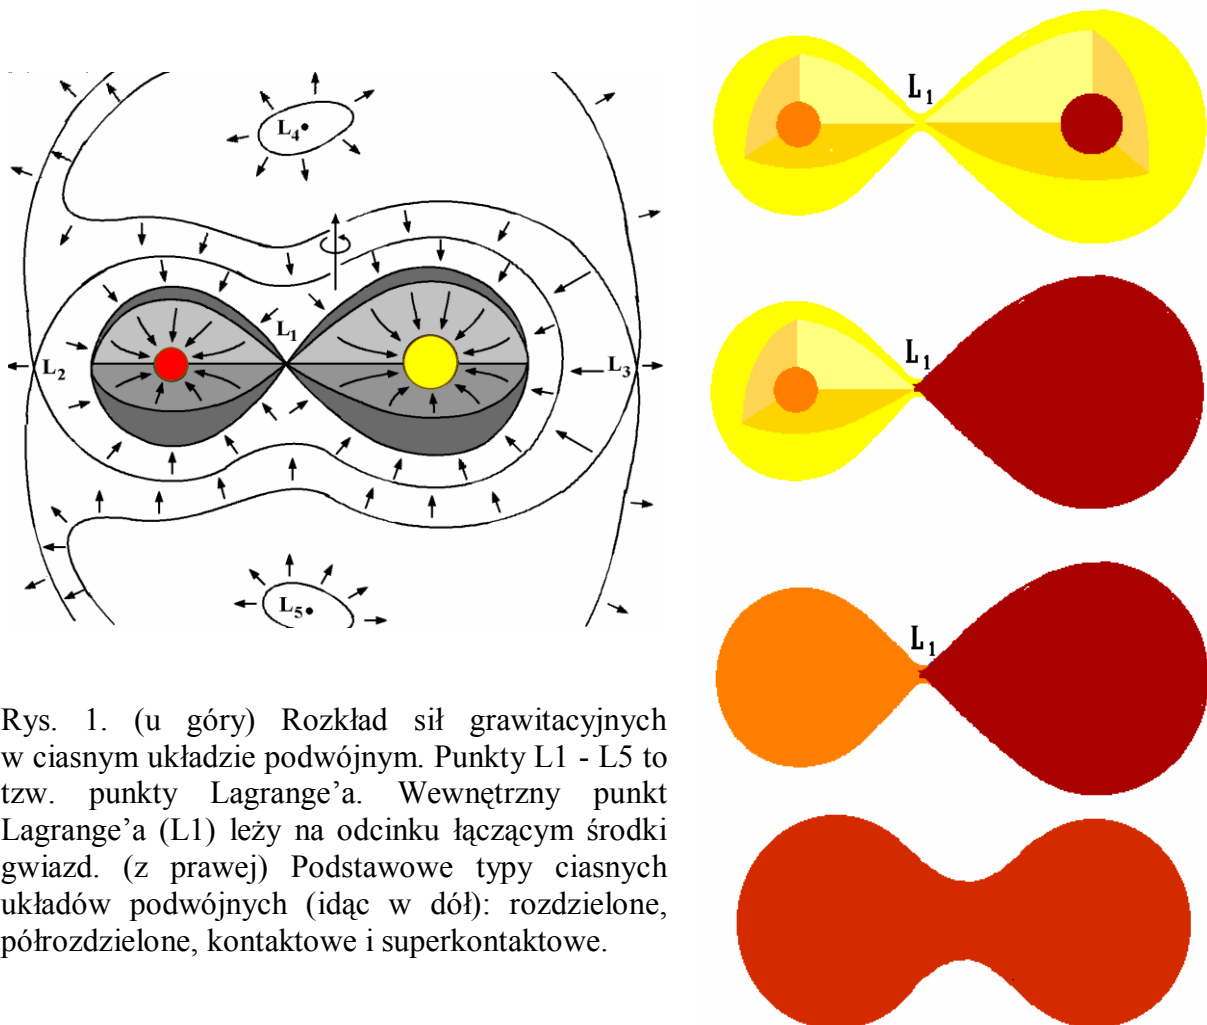 L4
L1
L2
L3
L5
L1
L1
L1
Rys. 1. (u góry) Rozkład sił grawitacyjnych
w ciasnym układzie podwójnym. Punkty L1 - L5 to
tzw. punkty Lagrange’a. Wewnętrzny punkt
Lagrange’a (L1) leży na odcinku łączącym środki
gwiazd. (z prawej) Podstawowe typy ciasnych
układów podwójnych (idąc w dół): rozdzielone,
półrozdzielone, kontaktowe i superkontaktowe.